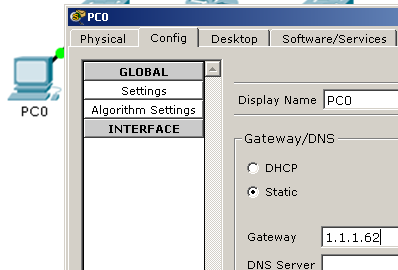 PC0
Physical Config Desktop Software/Services
GLOBAL
Settings
Algorithm Settings
INTERFACE
PC0
Display Name PC0
Gateway/DNS
DHCP
Static
Gateway 1.1.1.62
DNS Server